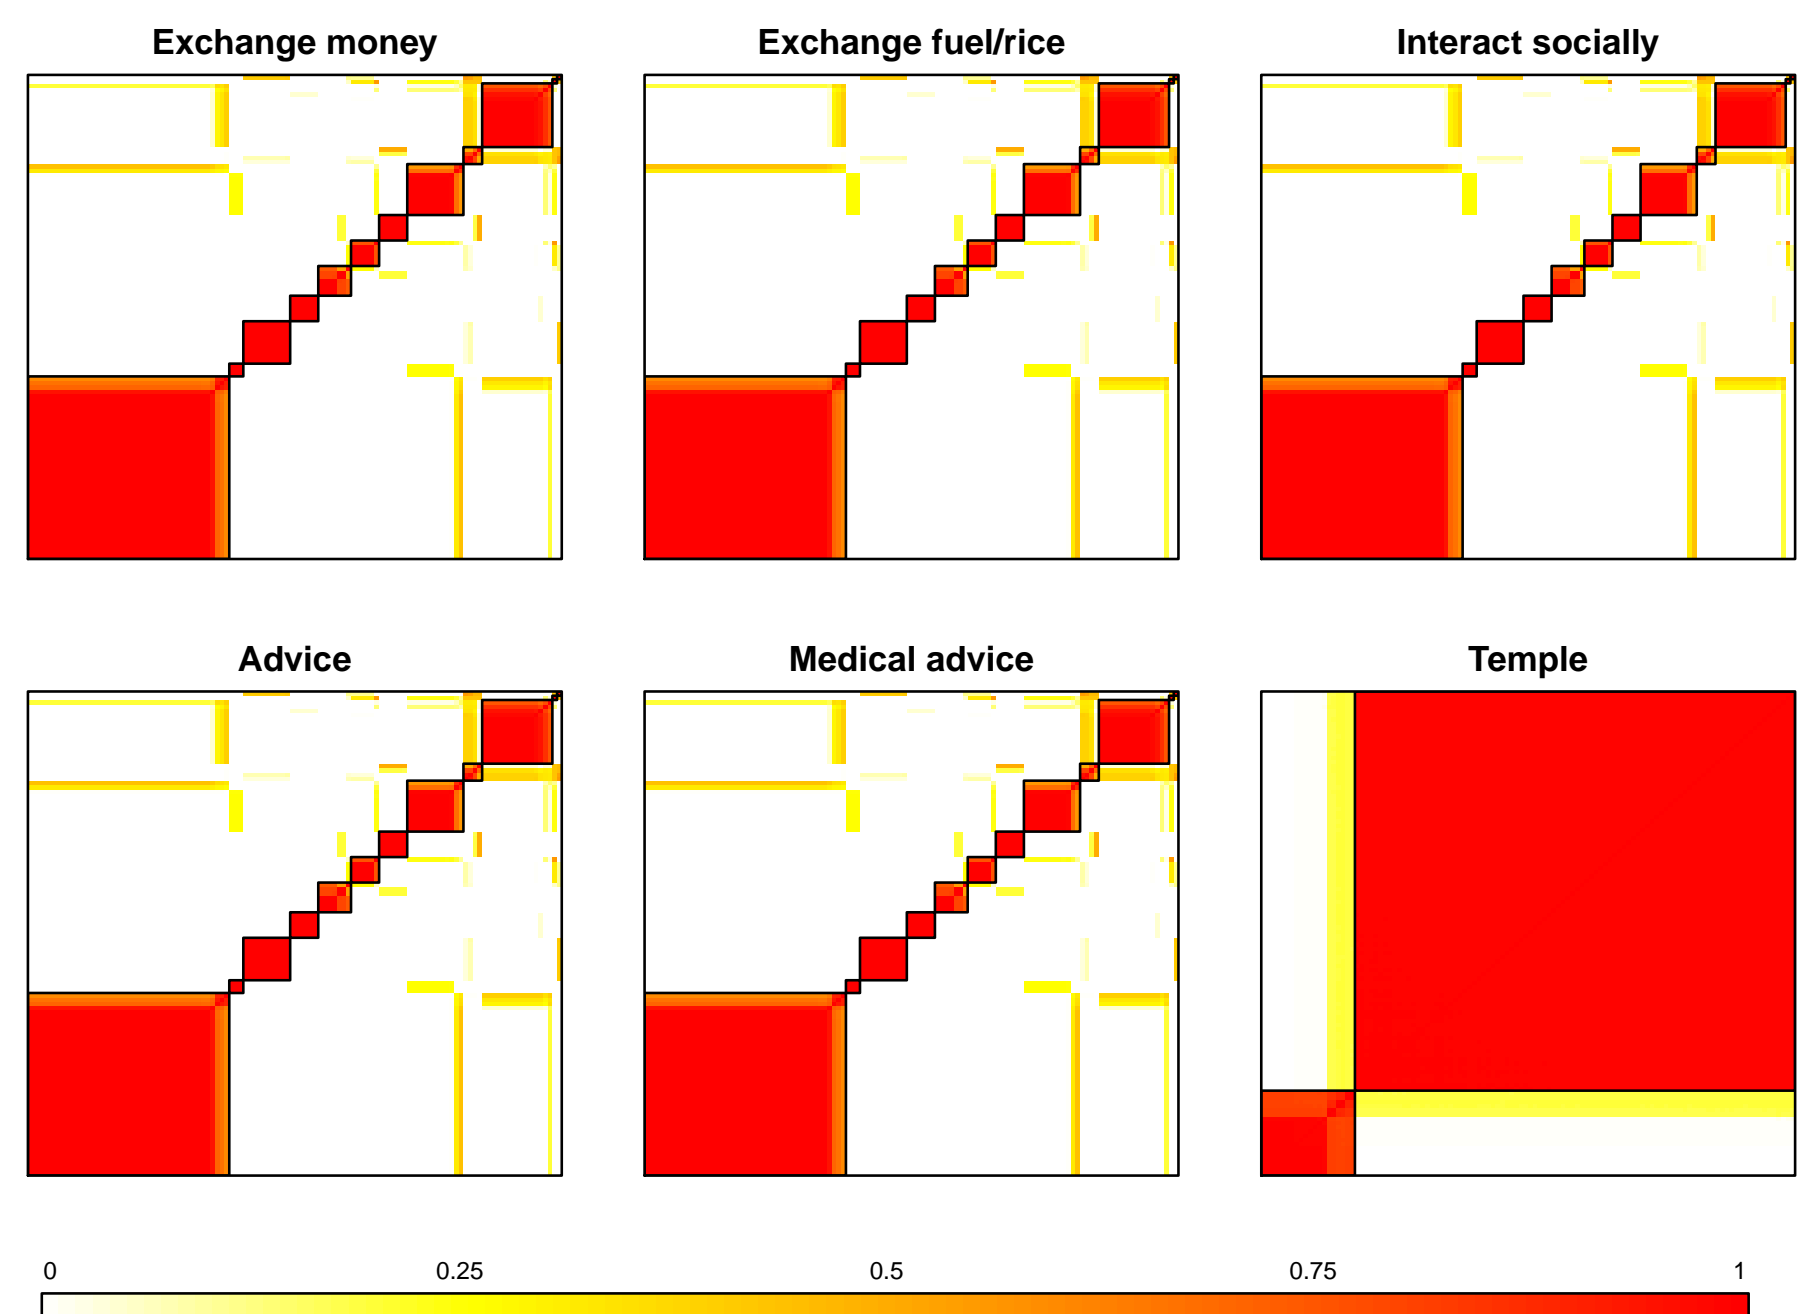 Exchange money
Exchange fuel/rice
Interact socially
Advice
Medical advice
Temple
0 0.25 0.5 0.75 1